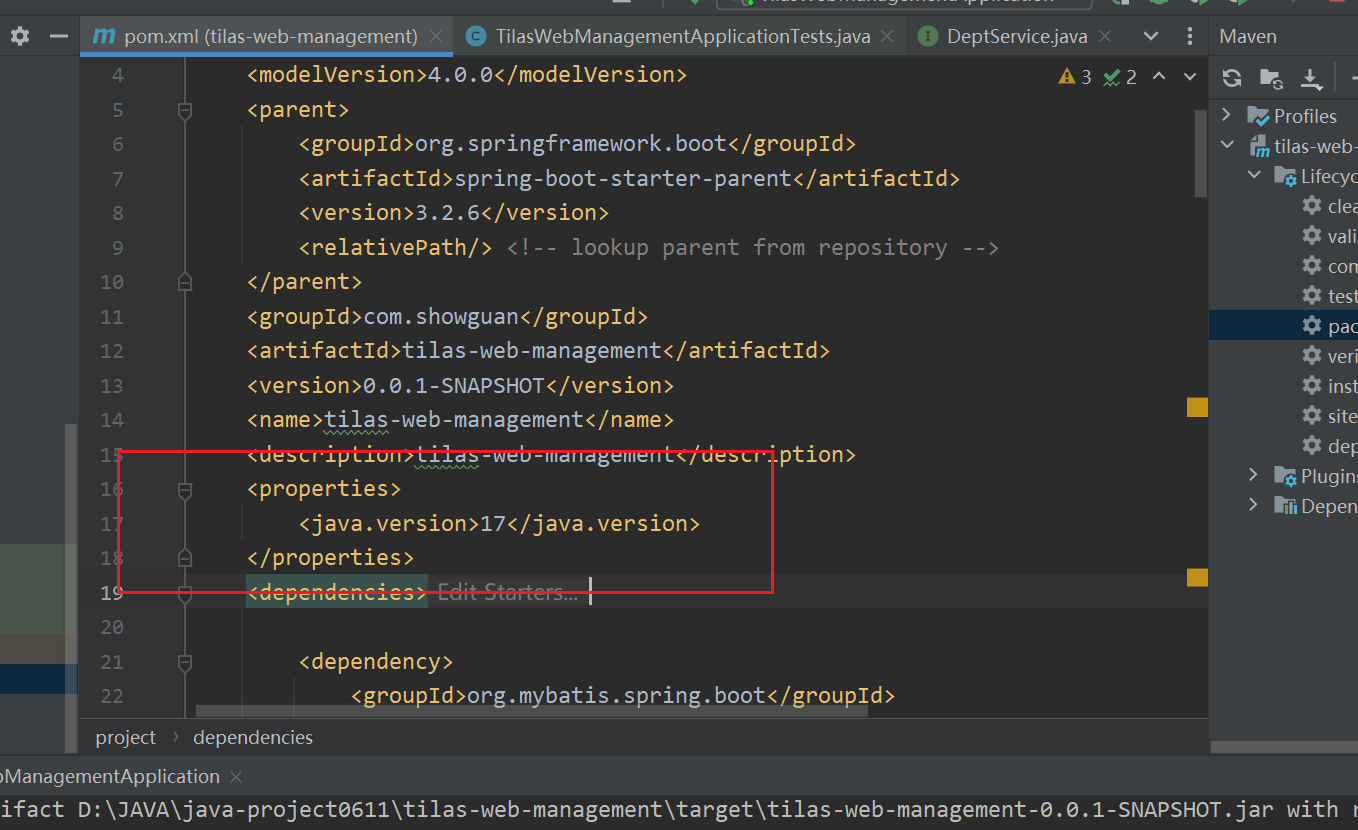 TilasWebManagementApplication
pom.xml (tilas-web-management)
TilasWebManagementApplicationTests.java
DeptService.java
Maven
4 <modelVersion>4.0.0</modelVersion>
3 2
5 <parent>
6 <groupId>org.springframework.boot</groupId>
7 <artifactId>spring-boot-starter-parent</artifactId>
8 <version>3.2.6</version>
9 <relativePath/> <!-- lookup parent from repository -->
10 </parent>
11 <groupId>com.showguan</groupId>
12 <artifactId>tilas-web-management</artifactId>
13 <version>0.0.1-SNAPSHOT</version>
14 <name>tilas-web-management</name>
15 <description>tilas-web-management</description>
16 <properties>
17 <java.version>17</java.version>
18 </properties>
19 <dependencies> Edit Starters...
20
21 <dependency>
22 <groupId>org.mybatis.spring.boot</groupId>
Profiles
tilas-web-
Lifecyc
clea
vali
com
test
pac
veri
inst
site
dep
Plugins
Depen
project › dependencies
bManagementApplication
ifact D:\JAVA\java-project0611\tilas-web-management\target\tilas-web-management-0.0.1-SNAPSHOT.jar with r